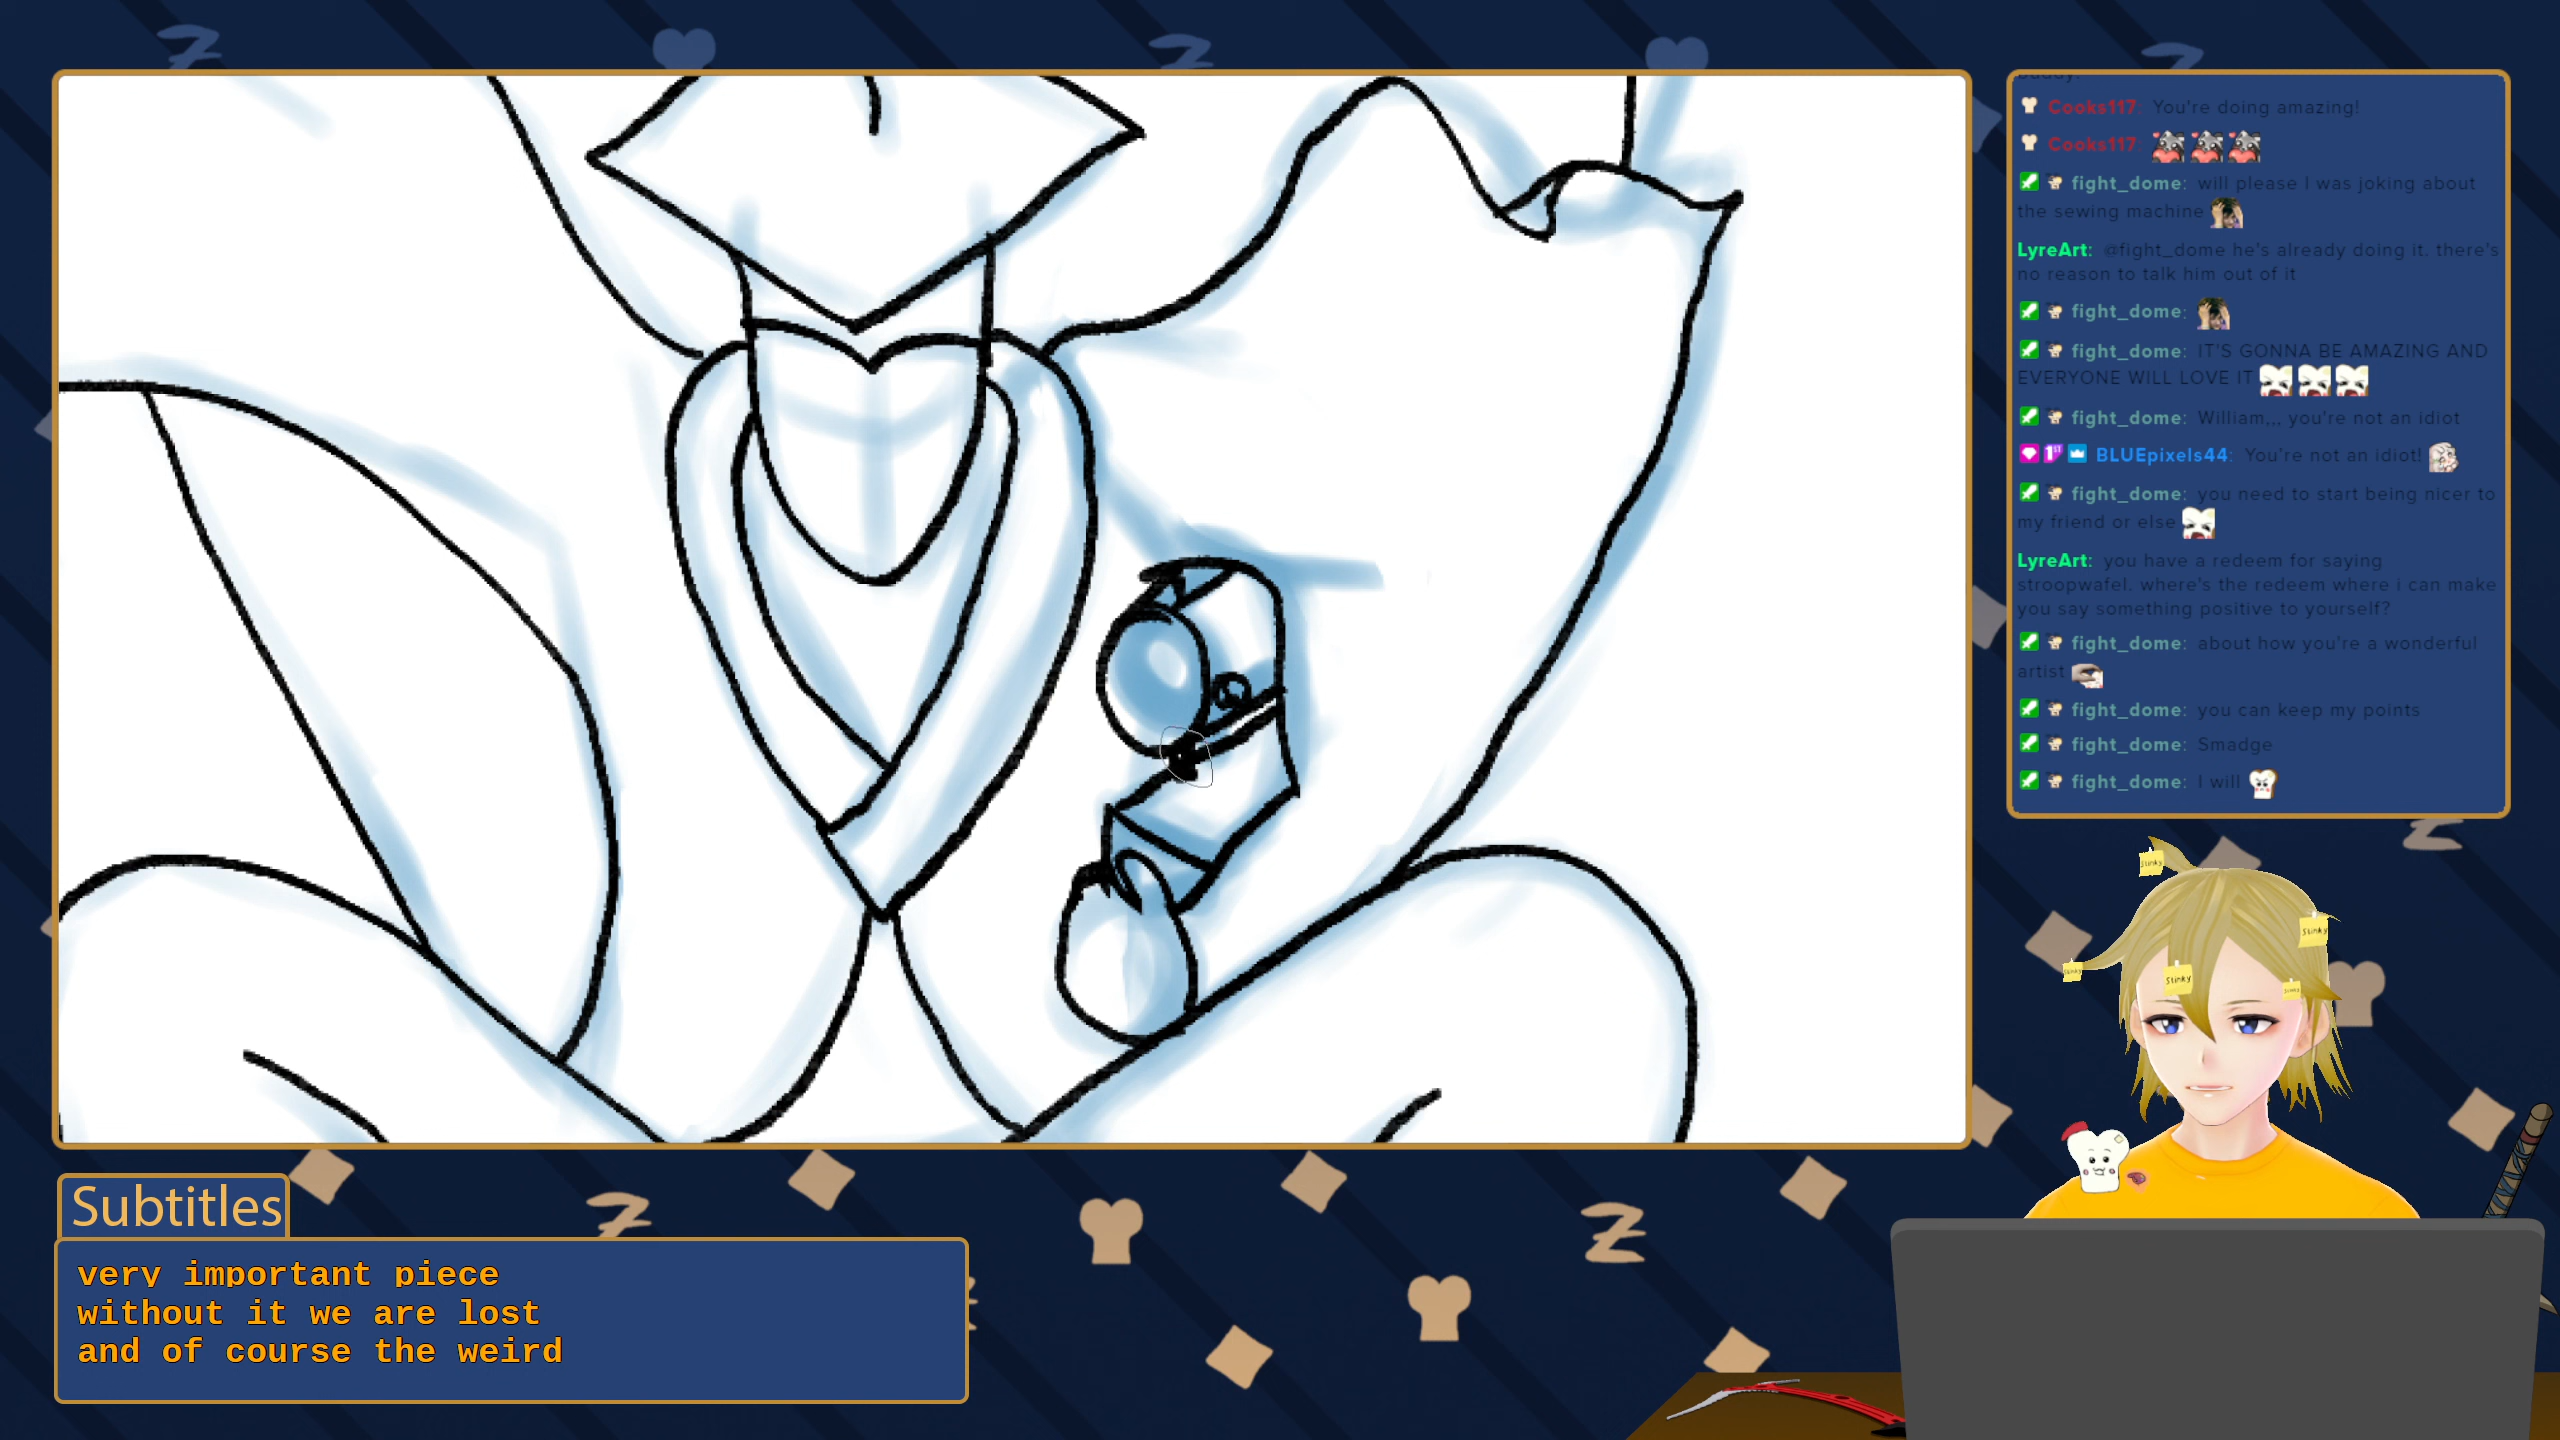 Cooks117: You're doing amazing!
Cooks117:
fight_dome: will please I was joking about
the sewing machine
LyreArt: @fight_dome he's already doing it. there's
no reason to talk him out of it
fight_dome:
fight_dome: IT'S GONNA BE AMAZING AND
EVERYONE WILL LOVE IT
fight_dome: William,,, you're not an idiot
BLUEpixels44: You're not an idiot!
fight_dome: you need to start being nicer to
my friend or else
LyreArt: you have a redeem for saying
stroopwafel. where's the redeem where i can make
you say something positive to yourself?
fight_dome: about how you're a wonderful
artist
fight_dome: you can keep my points
fight_dome: Smadge
fight_dome: I will
Stinky
Stinky
Stinky
Subtitles
very important piece
without it we are lost
and of course the weird